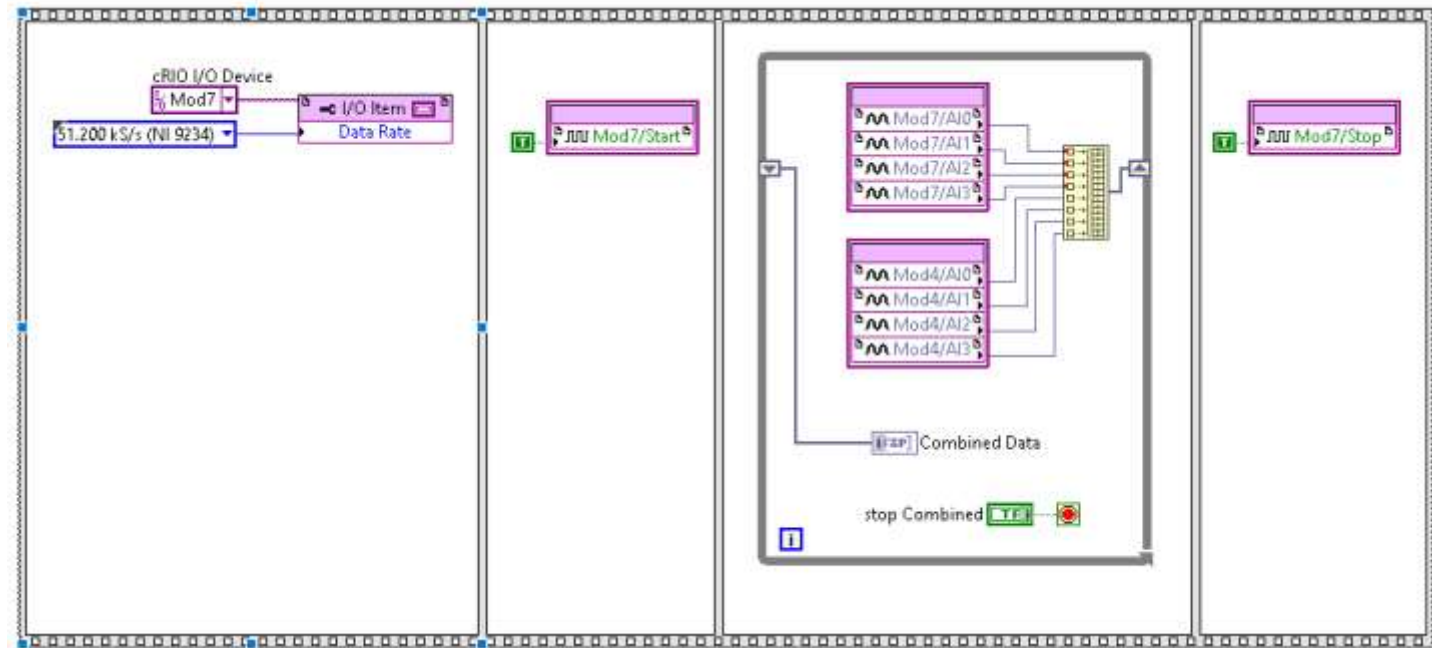 cRIO I/O Device
Mod7
I/O Item
51.200 kS/s (NI 9234)
Data Rate
T
Mod7/Start
Mod7/AI0
Mod7/AI1
Mod7/AI2
Mod7/AI3
Mod4/AI0
Mod4/AI1
Mod4/AI2
Mod4/AI3
Combined Data
stop Combined
TF
i
T
Mod7/Stop